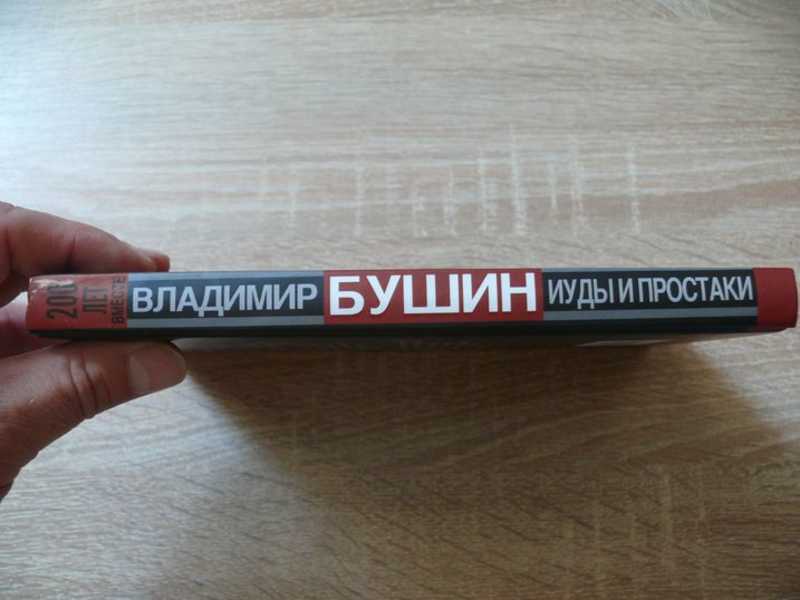 200
ЛЕТ
ВМЕСТЕ
ВЛАДИМИР БУШИН ИУДЫ И ПРОСТАКИ